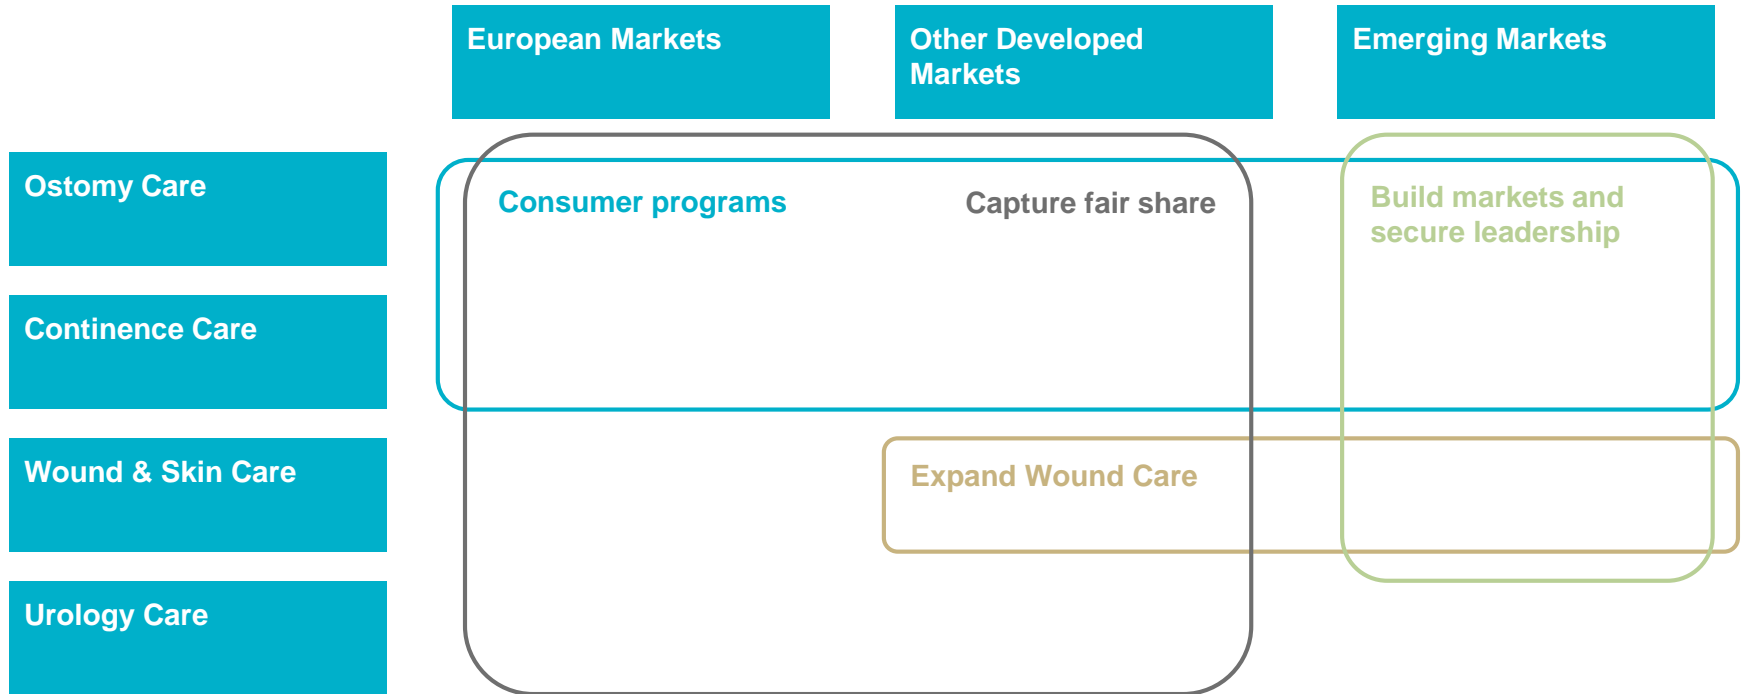 European Markets
Other Developed
Markets
Emerging Markets
Ostomy Care
Consumer programs
Capture fair share
Build markets and
secure leadership
Continence Care
Wound & Skin Care
Expand Wound Care
Urology Care